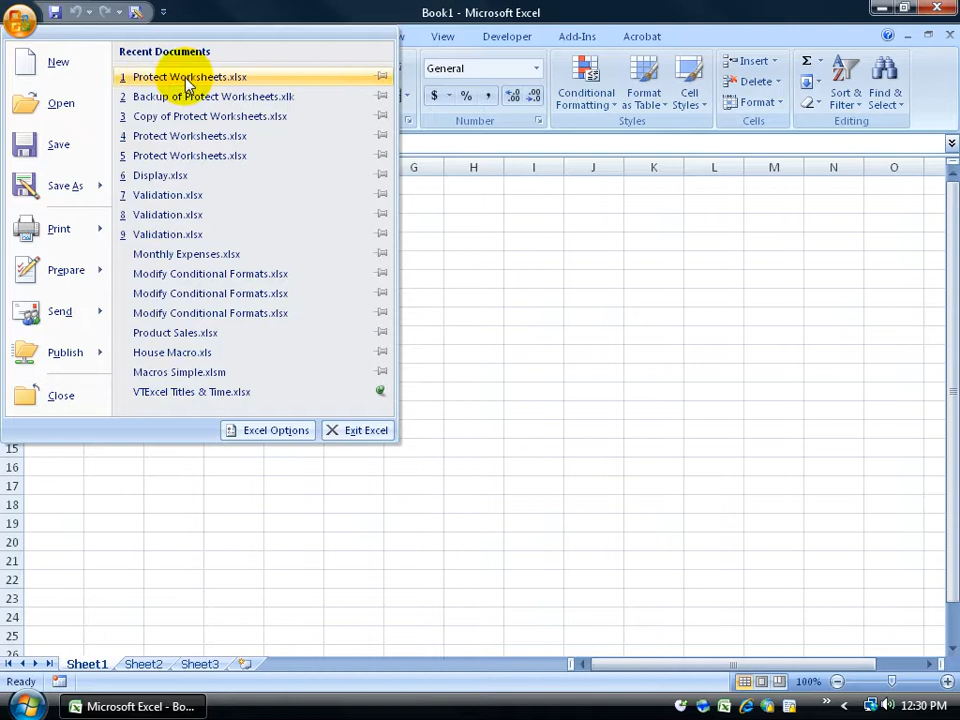 Book1 - Microsoft Excel
Developer
View
Add-Ins
Acrobat
Recent Documents
New
Open
Save
Save As
Print
Prepare
Send
Publish
Close
1 Protect Worksheets.xlsx
2 Backup of Protect Worksheets.xlk
3 Copy of Protect Worksheets.xlsx
4 Protect Worksheets.xlsx
5 Protect Worksheets.xlsx
6 Display.xlsx
7 Validation.xlsx
8 Validation.xlsx
9 Validation.xlsx
Monthly Expenses.xlsx
Modify Conditional Formats.xlsx
Modify Conditional Formats.xlsx
Modify Conditional Formats.xlsx
Product Sales.xlsx
House Macro.xls
Macros Simple.xlsm
VTExcel Titles & Time.xlsx
Excel Options
Exit Excel
General
$ % , .0 .00 .00 .0
Number
Conditional Formatting
Format as Table
Cell Styles
Styles
Insert
Delete
Format
Cells
Σ
Sort & Filter
Find & Select
Editing
G H I J K L M N O
15
16
17
18
19
20
21
22
23
24
25
26
Sheet1 Sheet2 Sheet3
Ready
100%
Microsoft Excel - Bo...
12:30 PM